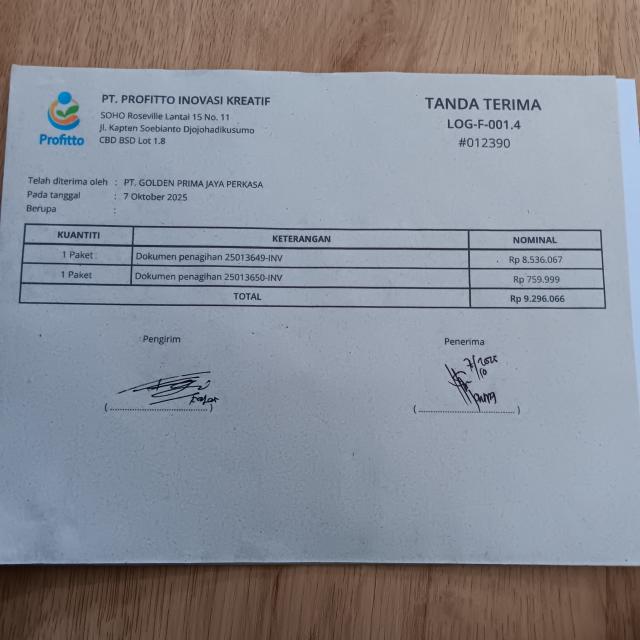 Profitto
PT. PROFITTO INOVASI KREATIF
SOHO Roseville Lantai 15 No. 11
Jl. Kapten Soebianto Djojohadikusumo
CBD BSD Lot 1.8
TANDA TERIMA
LOG-F-001.4
#012390
Telah diterima oleh : PT. GOLDEN PRIMA JAYA PERKASA
Pada tanggal : 7 Oktober 2025
Berupa :
KUANTITI KETERANGAN NOMINAL
1 Paket Dokumen penagihan 25013649-INV Rp 8.536.067
1 Paket Dokumen penagihan 25013650-INV Rp 759.999
TOTAL Rp 9.296.066
Pengirim Penerima
7/10 2025
(........................................) (........................................)